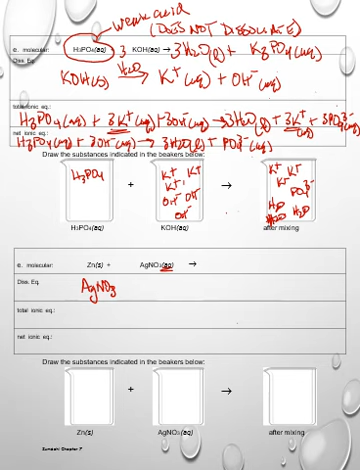 weak acid
(DOES NOT DISSOCIATE)
e. molecular: H₃PO₄(aq) 3 KOH(aq) → 3H₂O(l) + K₃PO₄(aq)
Diss. Eq.
KOH(s) H₂O → K⁺(aq) + OH⁻(aq)
total ionic eq.:
H₃PO₄(aq) + 3K⁺(aq) + 3OH⁻(aq) → 3H₂O(l) + 3K⁺(aq) + 3PO₄³⁻(aq)
net ionic eq.:
H₃PO₄(aq) + 3OH⁻(aq) → 3H₂O(l) + PO₄³⁻(aq)
Draw the substances indicated in the beakers below:
H₃PO₄ + K⁺ K⁺ K⁺ OH⁻ OH⁻ OH⁻ → K⁺ K⁺ K⁺ PO₄³⁻ H₂O H₂O H₂O
H₃PO₄(aq) KOH(aq) after mixing
e. molecular: Zn(s) + AgNO₃(aq) →
Diss. Eq. AgNO₃
total ionic eq.:
net ionic eq.:
Draw the substances indicated in the beakers below:
+ →
Zn(s) AgNO₃(aq) after mixing
Chapter 7